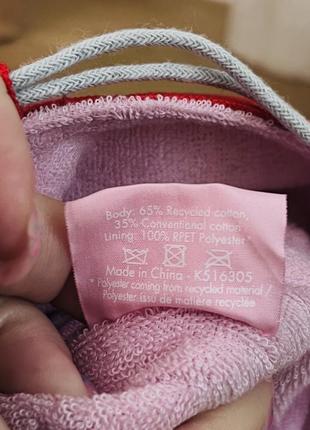 Body: 65% Recycled cotton,
35% Conventional cotton
Lining: 100% RPET Polyester*
Made in China - K516305
* Polyester coming from recycled material /
Polyester issu de matière recyclée